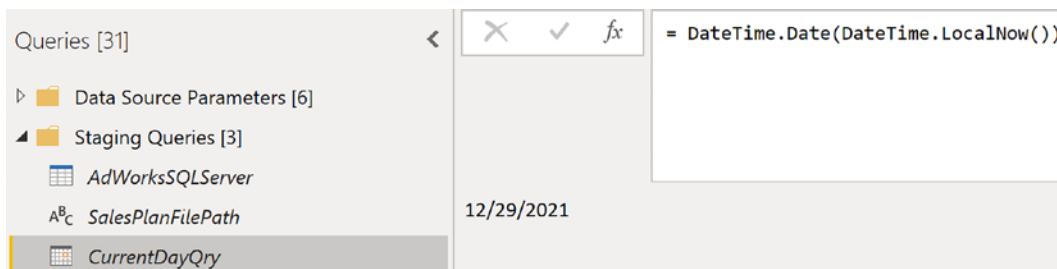 Queries [31]
Data Source Parameters [6]
Staging Queries [3]
AdWorksSQLServer
ABC SalesPlanFilePath
CurrentDayQry
fx
= DateTime.Date(DateTime.LocalNow())
12/29/2021